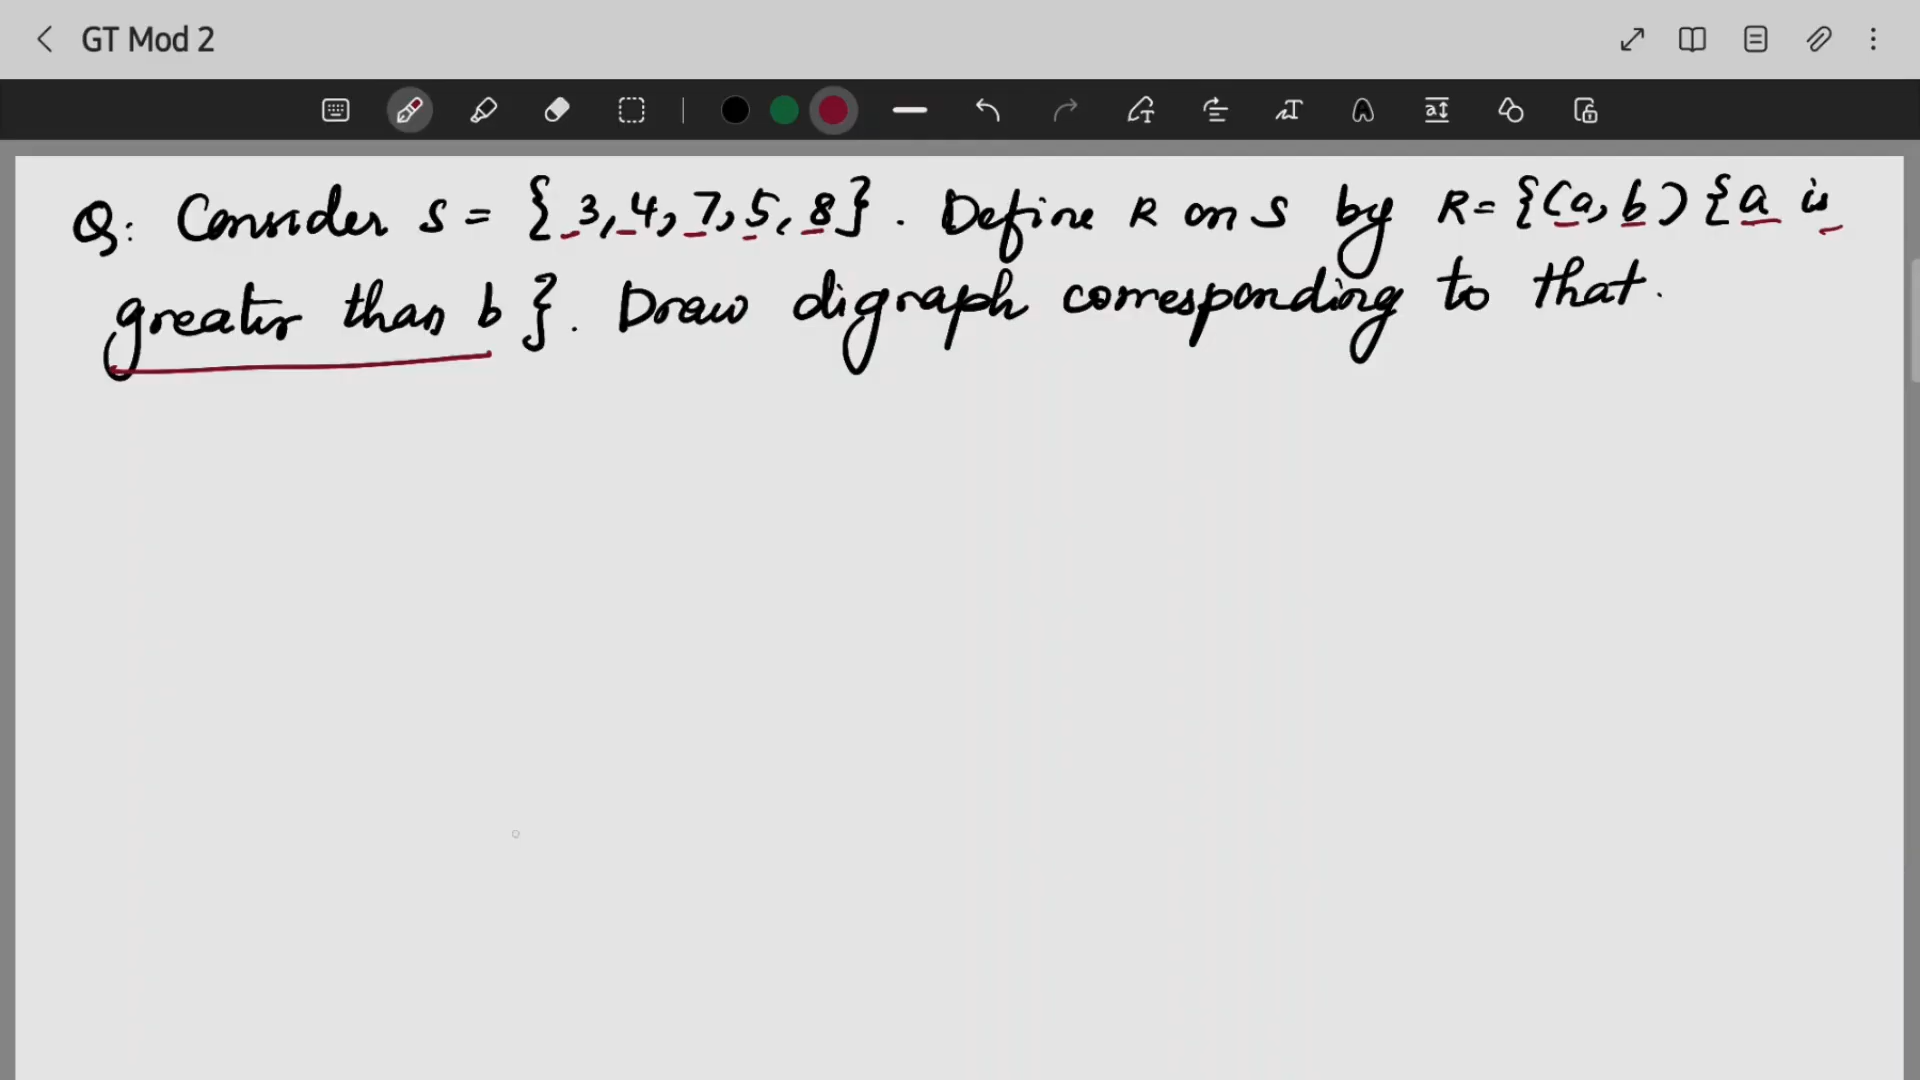 GT Mod 2
Q: Consider S = { 3, 4, 7, 5, 8}. Define R on S by R= {(a, b) {a is
greater than b }. Draw digraph corresponding to that.